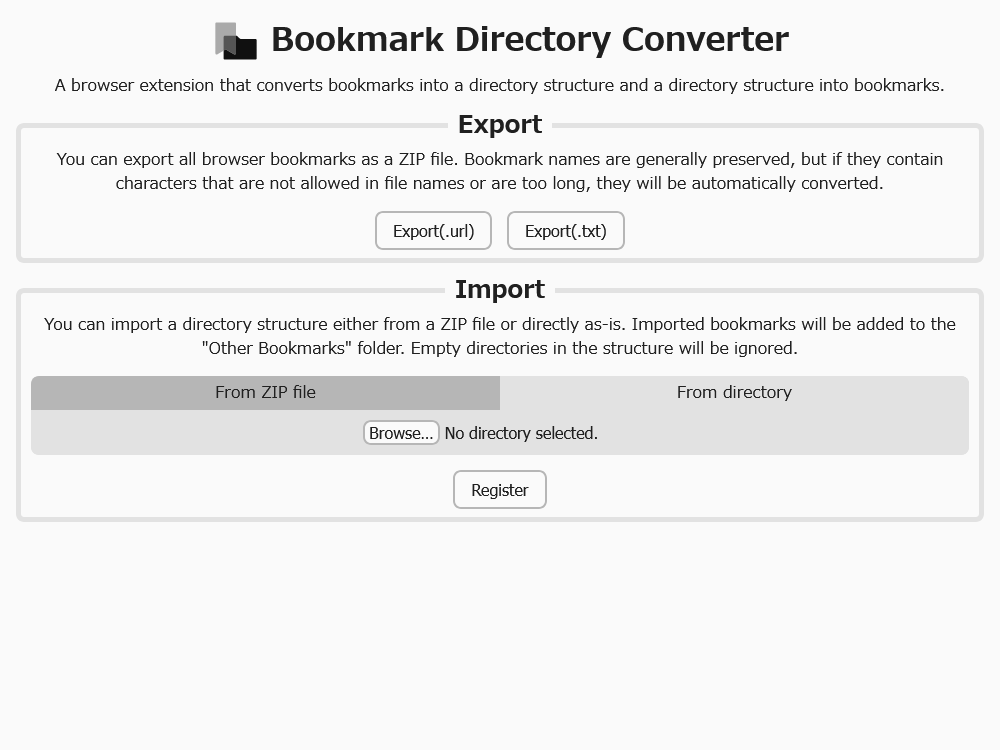 Bookmark Directory Converter
A browser extension that converts bookmarks into a directory structure and a directory structure into bookmarks.
Export
You can export all browser bookmarks as a ZIP file. Bookmark names are generally preserved, but if they contain
characters that are not allowed in file names or are too long, they will be automatically converted.
Export(.url) Export(.txt)
Import
You can import a directory structure either from a ZIP file or directly as-is. Imported bookmarks will be added to the
"Other Bookmarks" folder. Empty directories in the structure will be ignored.
From ZIP file From directory
Browse... No directory selected.
Register